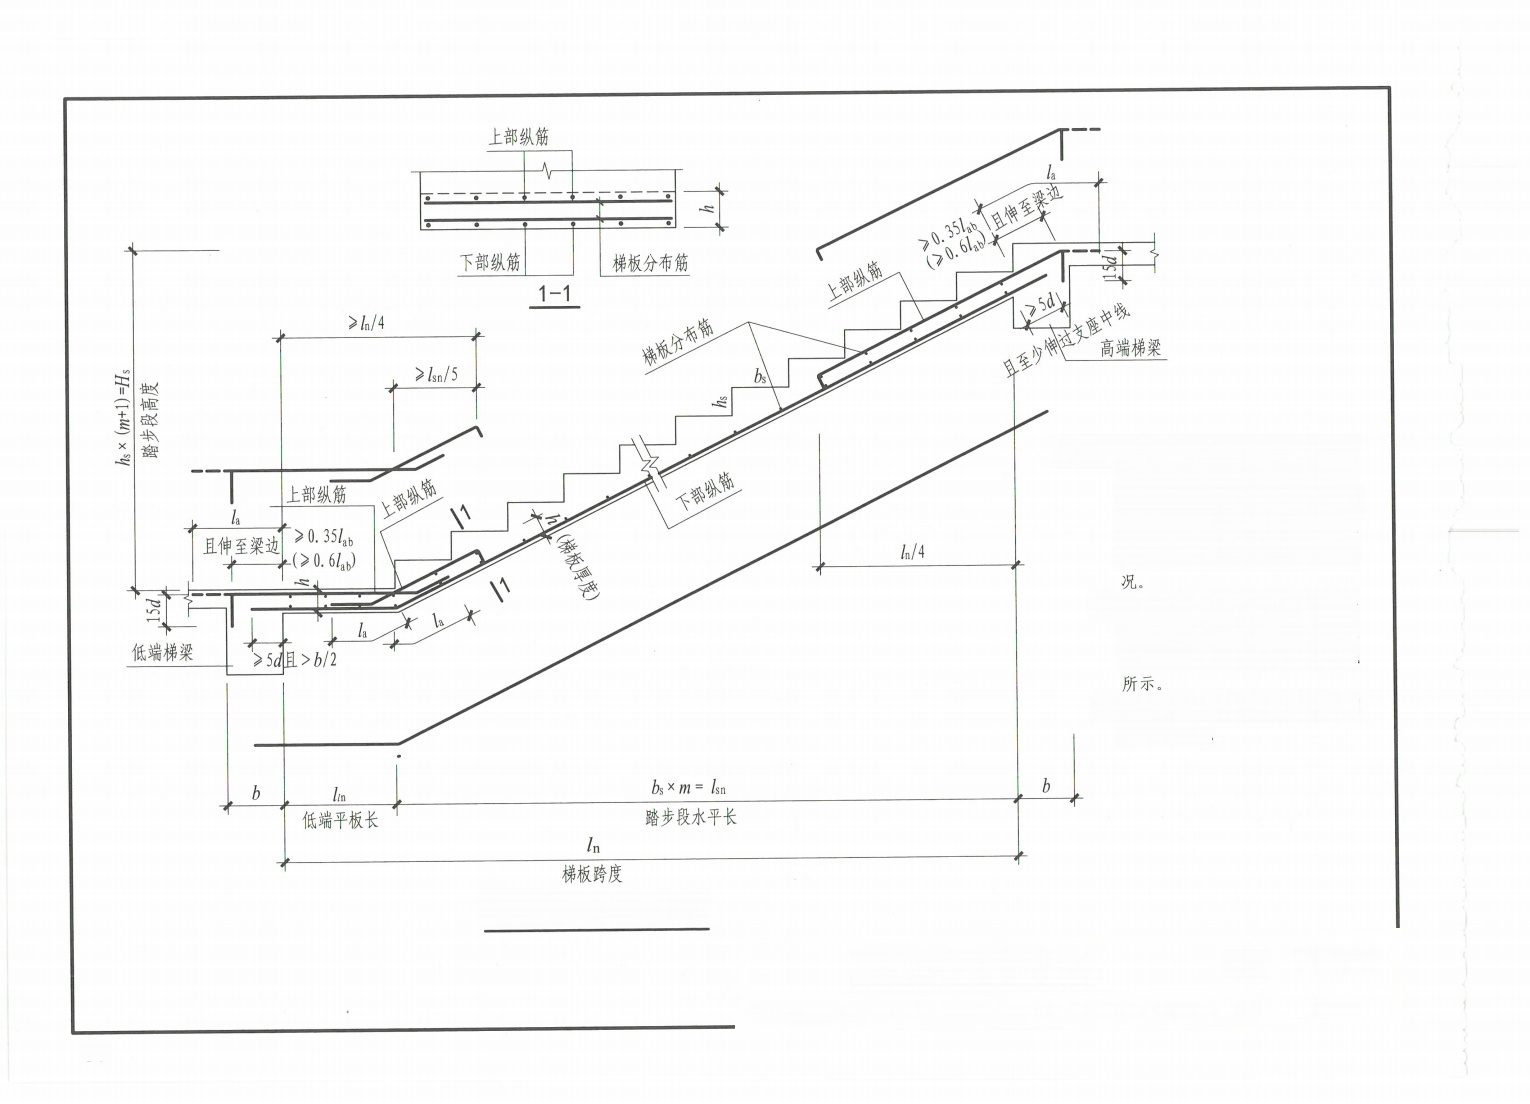 上部纵筋
h
下部纵筋
梯板分布筋
1-1
la
且伸至梁边
≥0.35lab
(≥0.6lab)
上部纵筋
15d
≥5d
且至少伸过支座中线
高端梯梁
梯板分布筋
bs
hs
≥ln/4
≥lsn/5
hs×(m+1)=Hs
踏步段高度
上部纵筋
上部纵筋
1
la
且伸至梁边
≥0.35lab
(≥0.6lab)
h
h
(梯板厚度)
下部纵筋
ln/4
1
15d
la
la
低端梯梁
≥5d且>b/2
况。
所示。
b
lln
低端平板长
bs×m=lsn
踏步段水平长
b
ln
梯板跨度